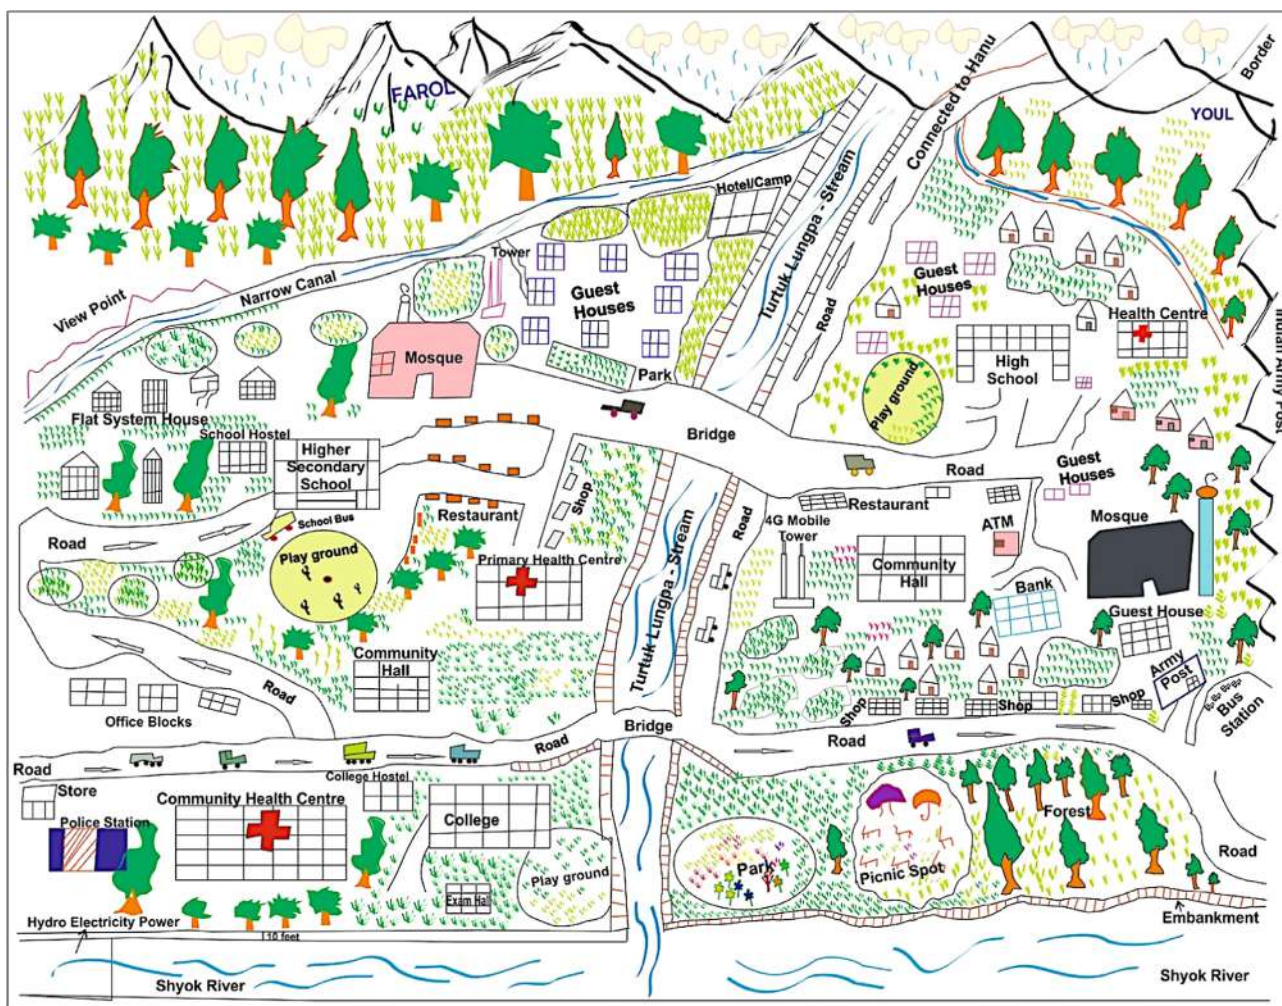 FAROL
Border
YOUL
Connected to Hanu
Hotel/Camp
Turtuk Lungpa - Stream
Road
Tower
Narrow Canal
View Point
Guest
Houses
Guest
Houses
Health Centre
Indian Army Post
Mosque
High
School
Park
Play ground
Flat System House
School Hostel
Higher
Secondary
School
Bridge
Road
Guest
Houses
Shop
Restaurant
School Bus
Road
Play ground
Primary Health Centre
Turtuk Lungpa - Stream
Road
Restaurant
4G Mobile
Tower
ATM
Mosque
Community
Hall
Bank
Guest House
Community
Hall
Road
Army
Post
Office Blocks
Shop
Shop
Shop
Bus
Station
Bridge
Road
Road
Road
College Hostel
Store
Community Health Centre
Police Station
College
Forest
Park
Picnic Spot
Road
Play ground
Exam Hall
Hydro Electricity Power
10 feet
Embankment
Shyok River
Shyok River